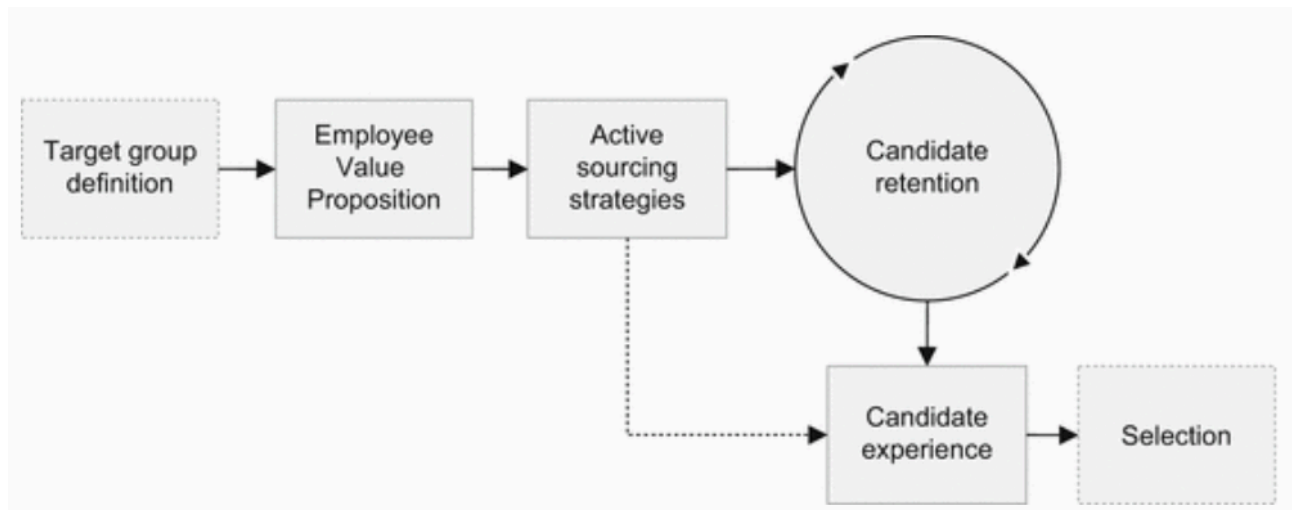 Target group
definition
Employee
Value
Proposition
Active
sourcing
strategies
Candidate
retention
Candidate
experience
Selection